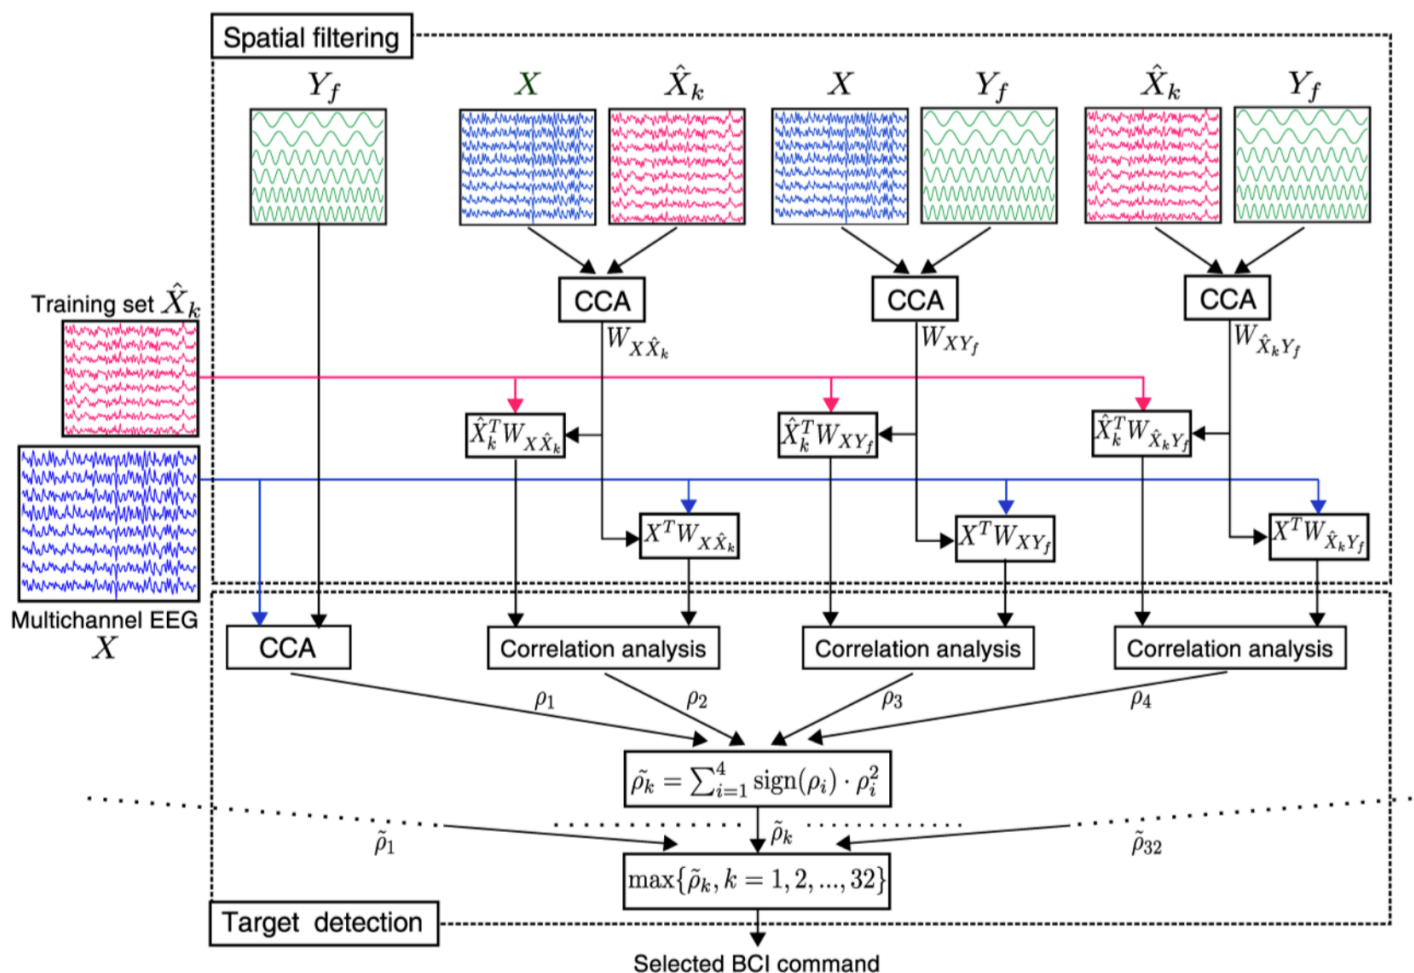 Spatial filtering
Y_f
X
X̂_k
X
Y_f
X̂_k
Y_f
CCA
CCA
CCA
W_{XX̂_k}
W_{XY_f}
W_{X̂_kY_f}
Training set X̂_k
X̂_k^T W_{XX̂_k}
X̂_k^T W_{XY_f}
X̂_k^T W_{X̂_kY_f}
X^T W_{XX̂_k}
X^T W_{XY_f}
X^T W_{X̂_kY_f}
Multichannel EEG
X
CCA
Correlation analysis
Correlation analysis
Correlation analysis
ρ_1
ρ_2
ρ_3
ρ_4
ρ̃_k = ∑_{i=1}^4 sign(ρ_i) · ρ_i^2
ρ̃_1
ρ̃_k
ρ̃_32
max{ρ̃_k, k = 1, 2, ..., 32}
Target detection
Selected BCI command